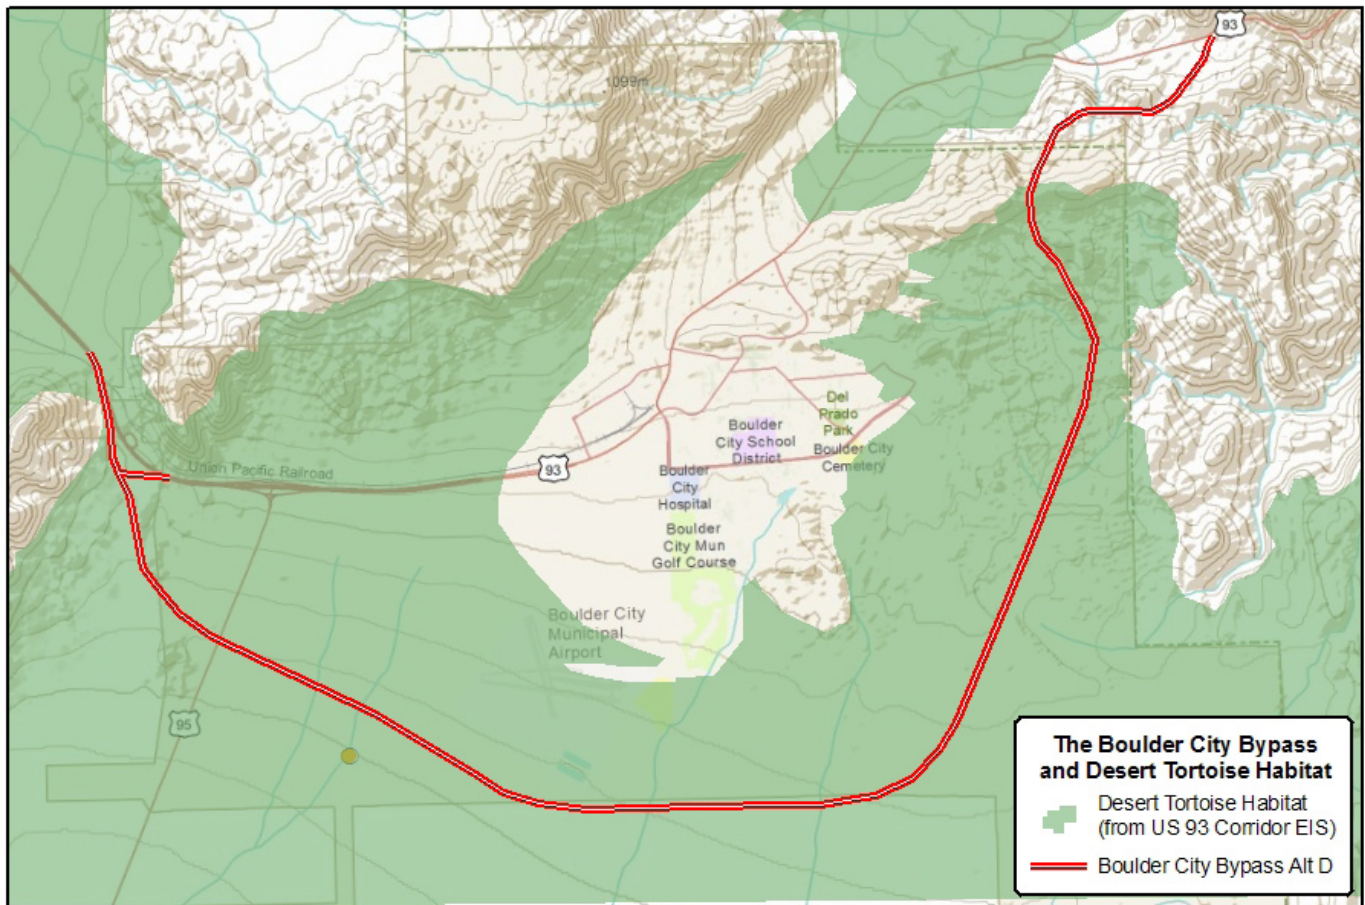 93
1099m
Del
Prado
Park
Boulder
City School
District
Boulder City
Cemetery
Union Pacific Railroad
93
Boulder
City
Hospital
Boulder
City Mun
Golf Course
Boulder City
Municipal
Airport
95
The Boulder City Bypass
and Desert Tortoise Habitat
Desert Tortoise Habitat
(from US 93 Corridor EIS)
Boulder City Bypass Alt D